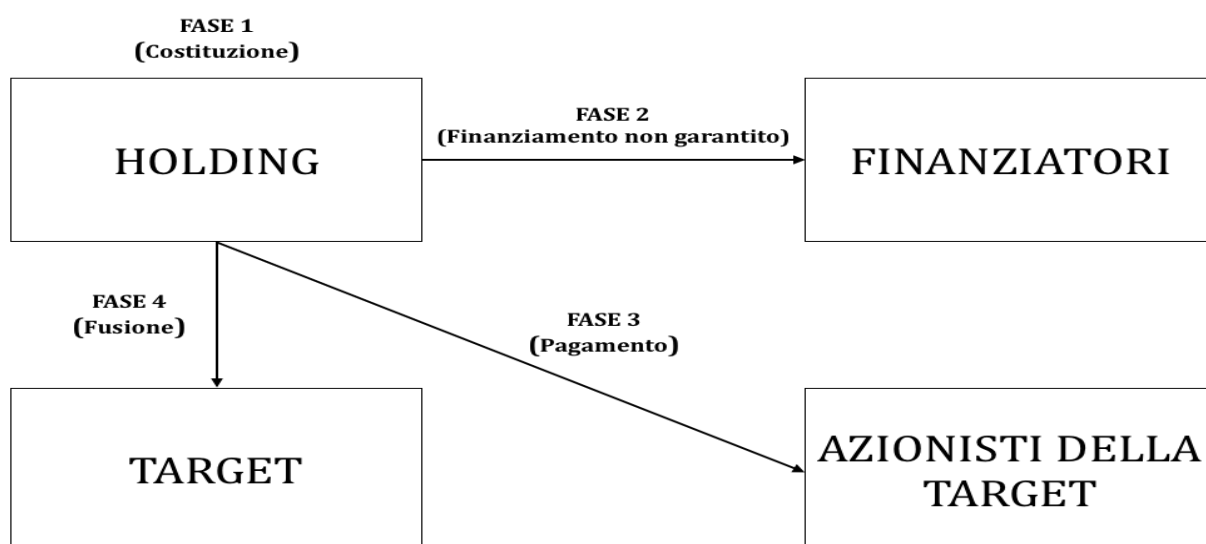 FASE 1
(Costituzione)
HOLDING
FASE 2
(Finanziamento non garantito)
FINANZIATORI
FASE 4
(Fusione)
FASE 3
(Pagamento)
TARGET
AZIONISTI DELLA
TARGET